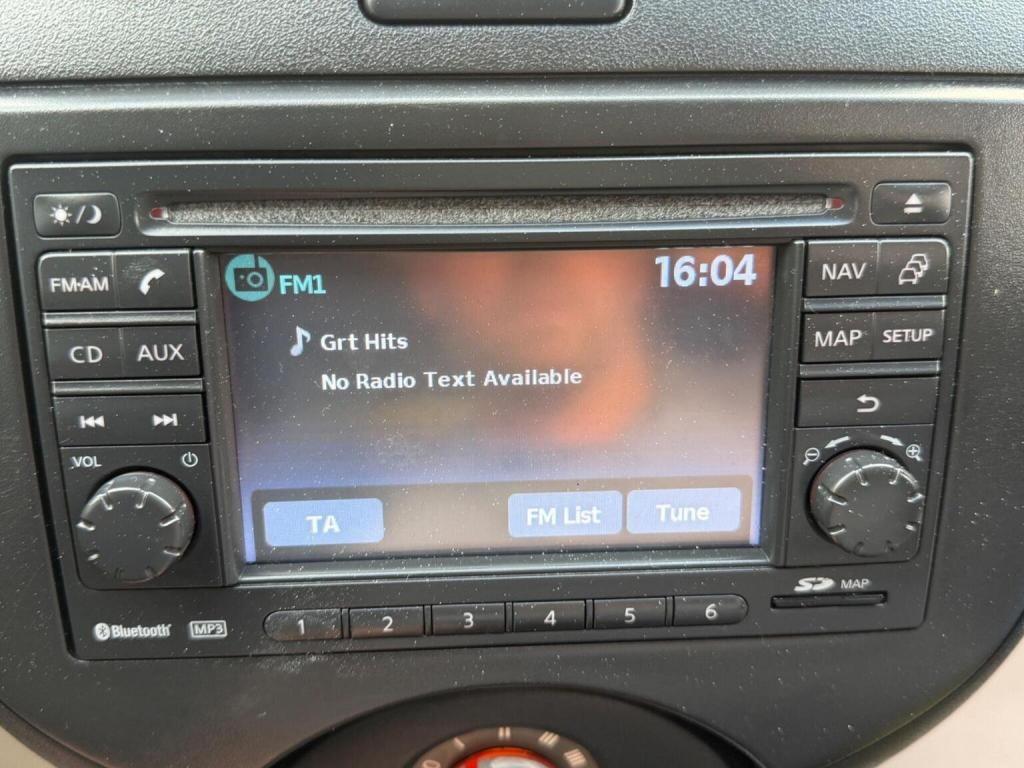 FM1
16:04
Grt Hits
No Radio Text Available
TA
FM List
Tune
FM·AM
CD
AUX
VOL
NAV
MAP
SETUP
Bluetooth
MP3
1
2
3
4
5
6
SD MAP
0